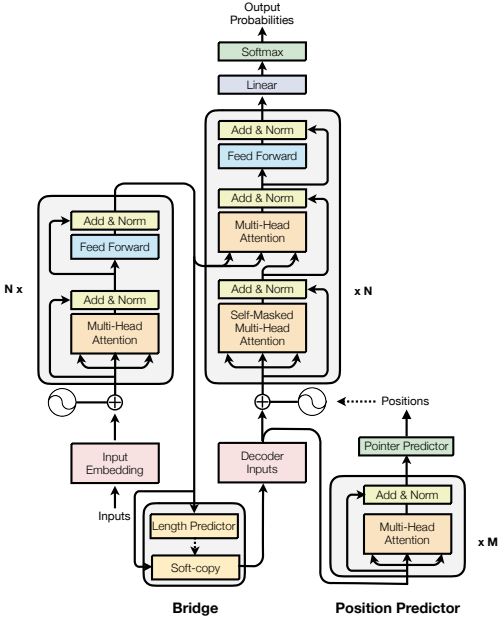 Output
Probabilities
Softmax
Linear
Add & Norm
Feed Forward
Add & Norm
Multi-Head
Attention
Add & Norm
Self-Masked
Multi-Head
Attention
x N
N x
Add & Norm
Feed Forward
Add & Norm
Multi-Head
Attention
Input
Embedding
Inputs
Decoder
Inputs
Positions
Pointer Predictor
Add & Norm
Multi-Head
Attention
x M
Length Predictor
Soft-copy
Bridge
Position Predictor